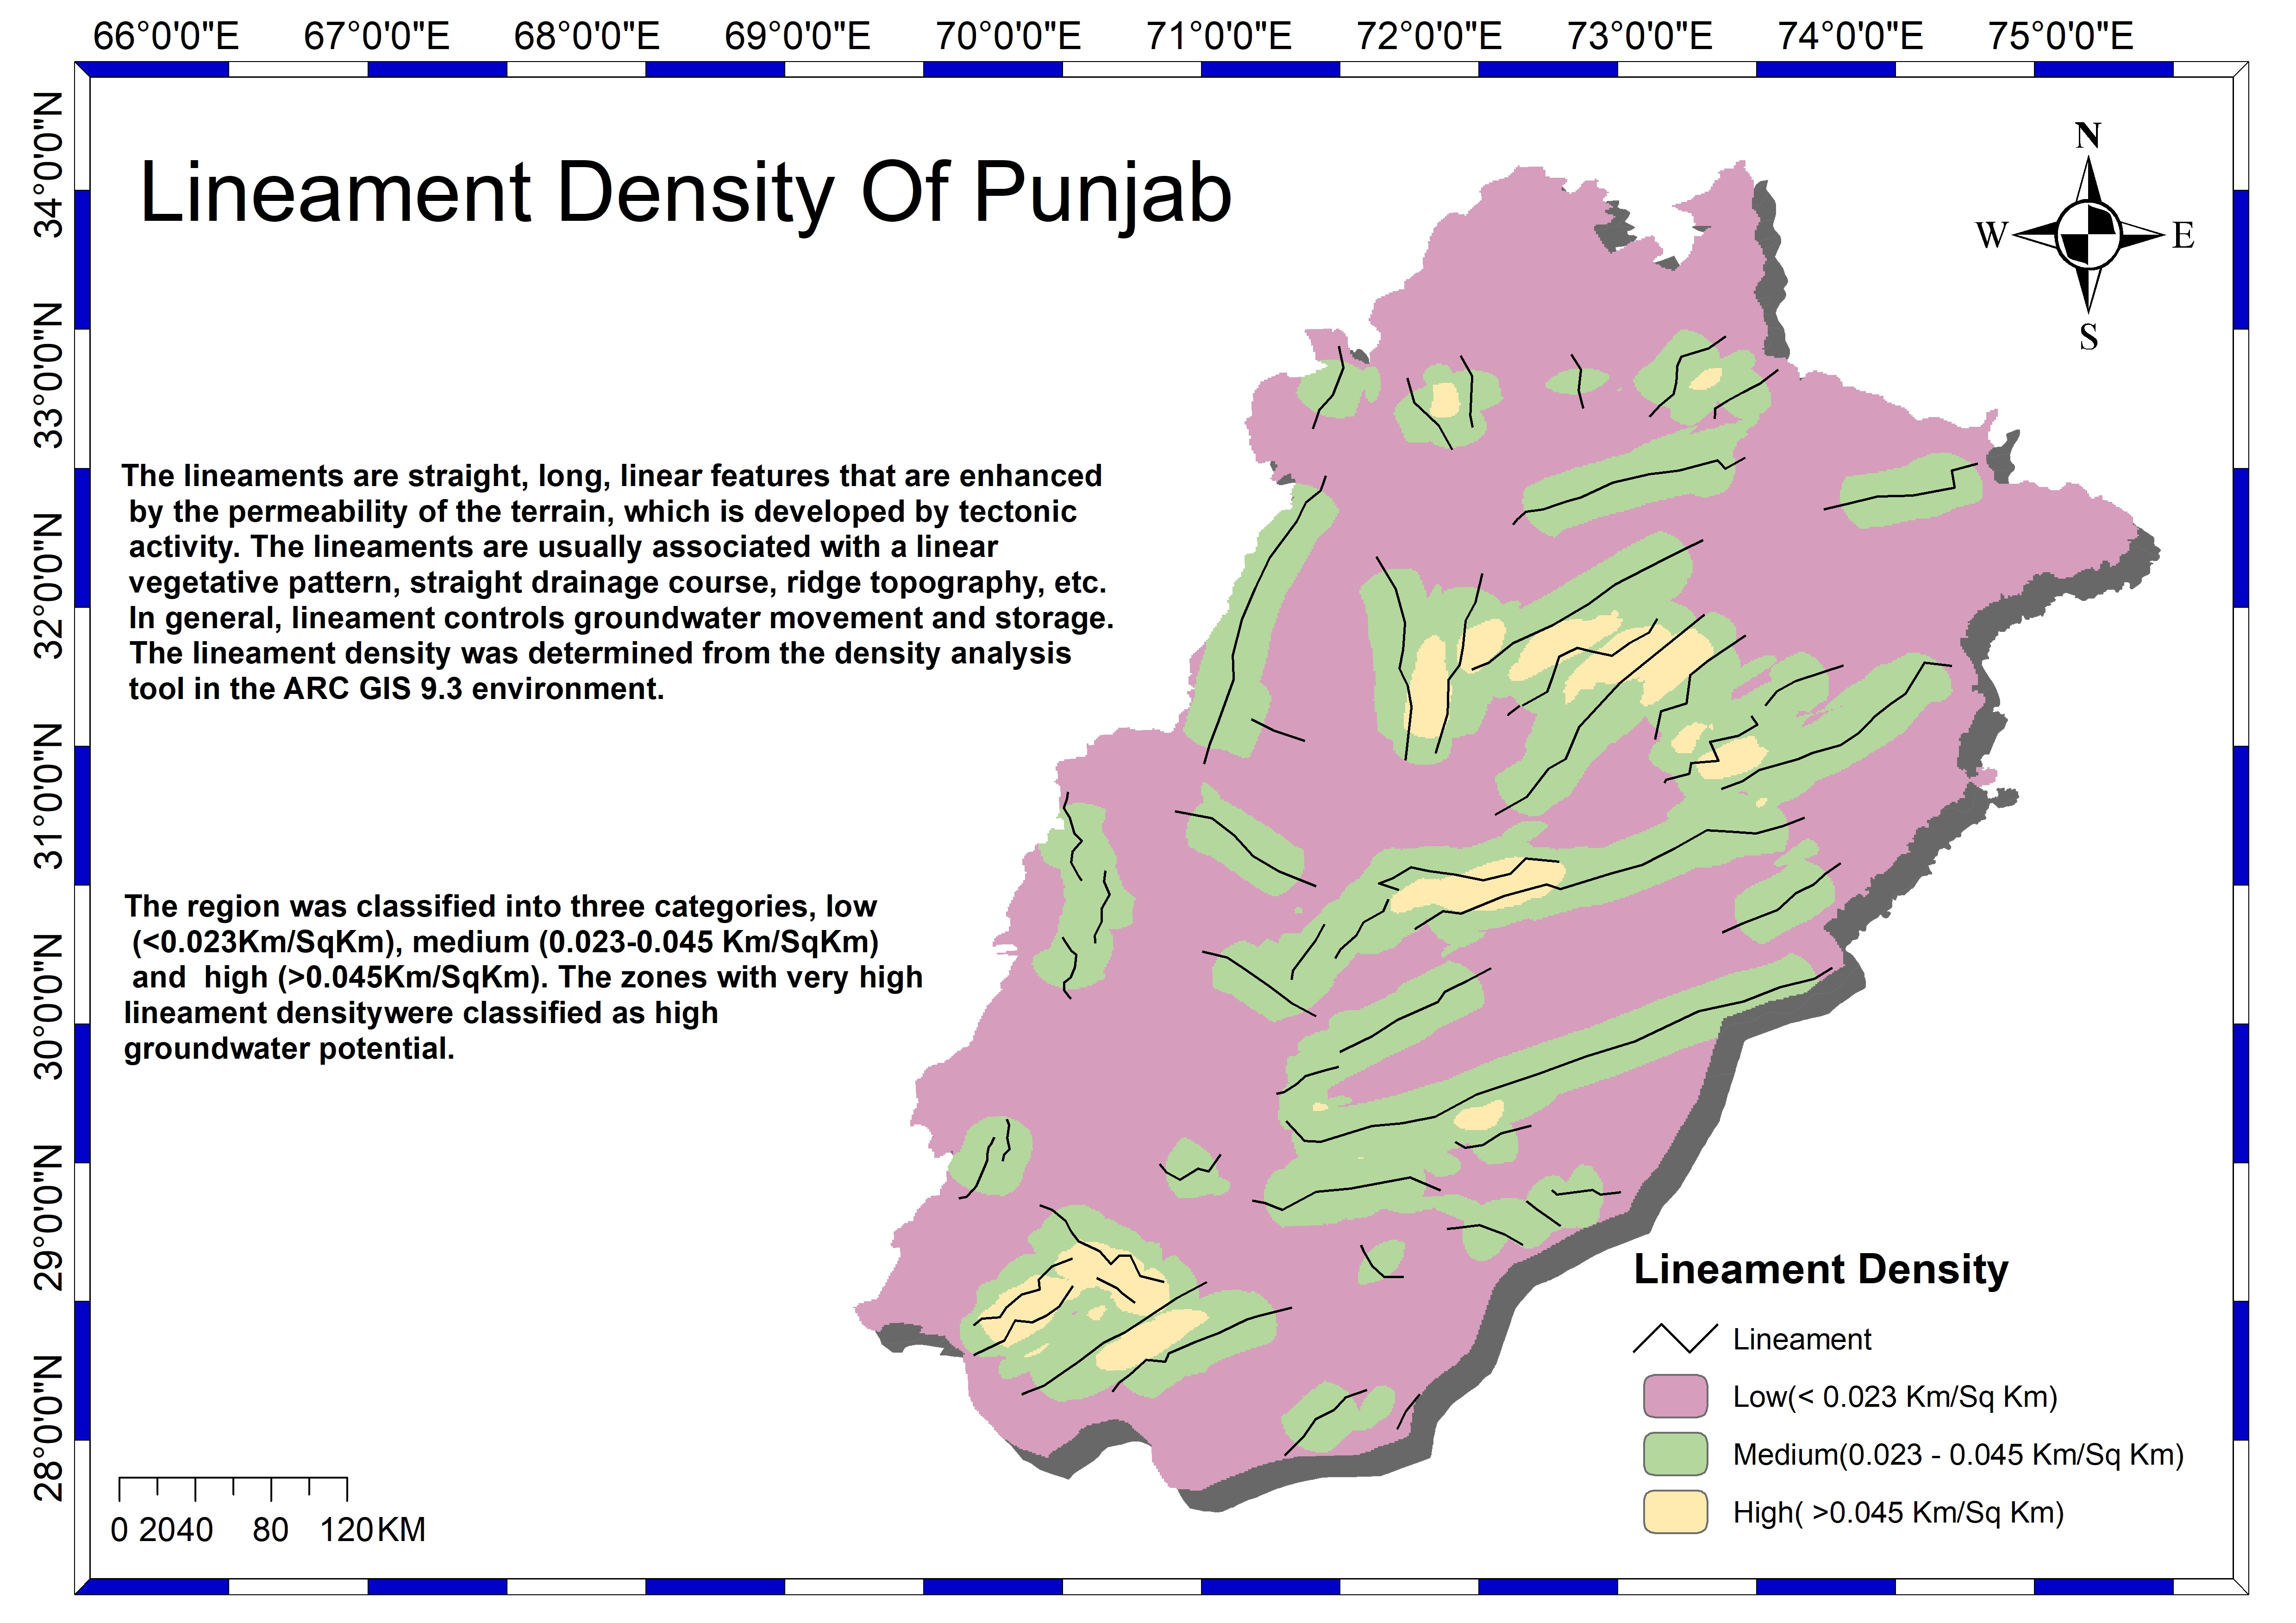 66°0'0"E 67°0'0"E 68°0'0"E 69°0'0"E 70°0'0"E 71°0'0"E 72°0'0"E 73°0'0"E 74°0'0"E 75°0'0"E
34°0'0"N
33°0'0"N
32°0'0"N
31°0'0"N
30°0'0"N
29°0'0"N
28°0'0"N
Lineament Density Of Punjab
N
W E
S
The lineaments are straight, long, linear features that are enhanced
by the permeability of the terrain, which is developed by tectonic
activity. The lineaments are usually associated with a linear
vegetative pattern, straight drainage course, ridge topography, etc.
In general, lineament controls groundwater movement and storage.
The lineament density was determined from the density analysis
tool in the ARC GIS 9.3 environment.
The region was classified into three categories, low
(<0.023Km/SqKm), medium (0.023-0.045 Km/SqKm)
and high (>0.045Km/SqKm). The zones with very high
lineament densitywere classified as high
groundwater potential.
Lineament Density
Lineament
Low(< 0.023 Km/Sq Km)
Medium(0.023 - 0.045 Km/Sq Km)
High( >0.045 Km/Sq Km)
0 20 40 80 120 KM